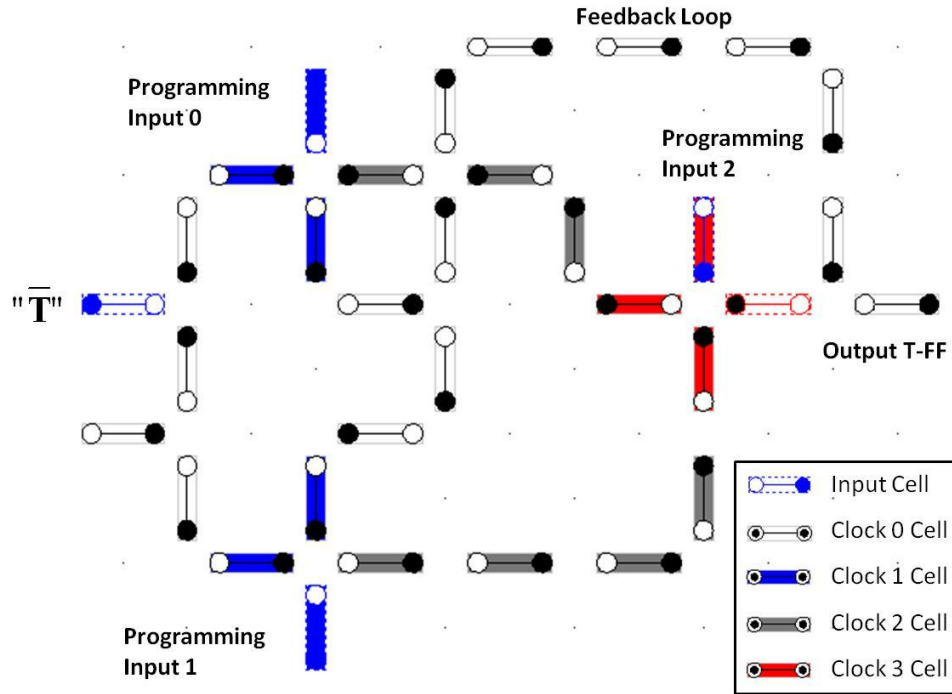 Feedback Loop
Programming
Input 0
Programming
Input 2
"T̅"
Output T-FF
Input Cell
Clock 0 Cell
Clock 1 Cell
Clock 2 Cell
Clock 3 Cell
Programming
Input 1